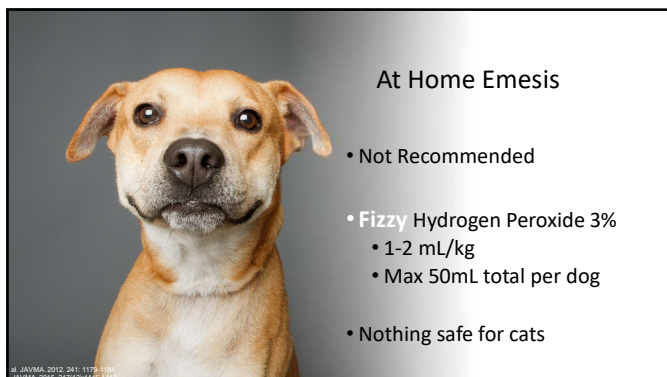 At Home Emesis
• Not Recommended
• Fizzy Hydrogen Peroxide 3%
• 1-2 mL/kg
• Max 50mL total per dog
• Nothing safe for cats
al. JAVMA. 2012. 241: 1179-1184